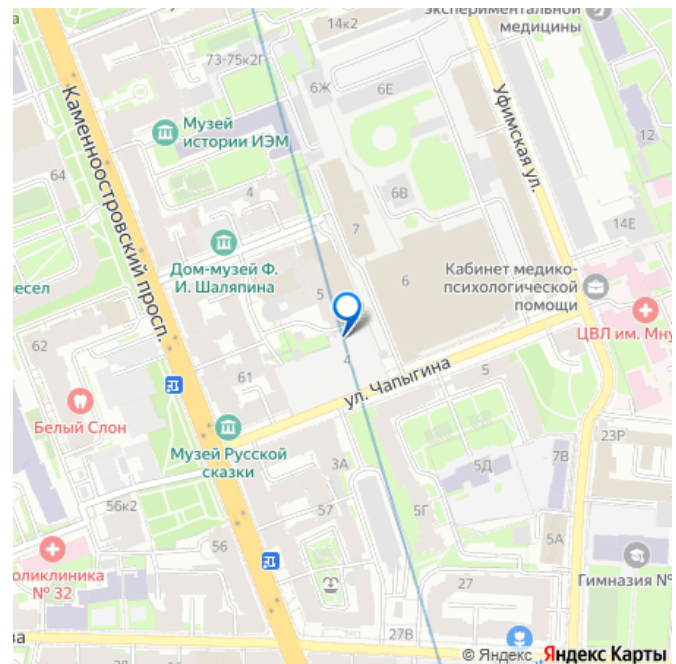 экспериментальной
медицины
14к2
73-75к2Г
6Ж
6Е
Музей
истории ИЭМ
Уфимская ул.
12
Каменноостровский просп.
64
4
6В
7
14Е
Дом-музей Ф.
И. Шаляпина
6
Кабинет медико-
психологической
помощи
5
ЦВЛ им. Мну
62
4
ул. Чапыгина
61
5
Белый Слон
Музей Русской
сказки
3А
23Р
5Д
7В
56к2
57
5Г
56
5А
оликлиника
№ 32
27
Гимназия №
ва
27В
© Яндекс Яндекс Карты